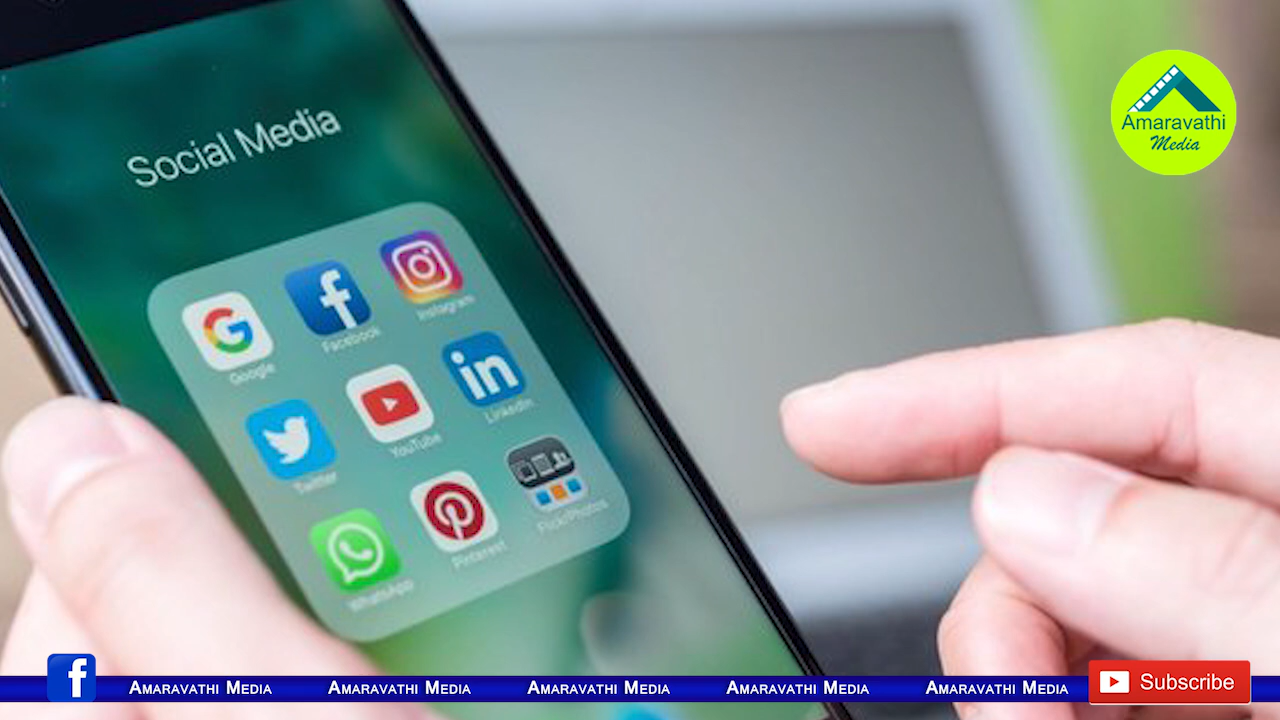 Social Media
Google
Facebook
Instagram
Twitter
YouTube
LinkedIn
WhatsApp
Pinterest
FlickrPhotos
Amaravathi
Media
Amaravathi Media Amaravathi Media Amaravathi Media Amaravathi Media Amaravathi Media
Subscribe